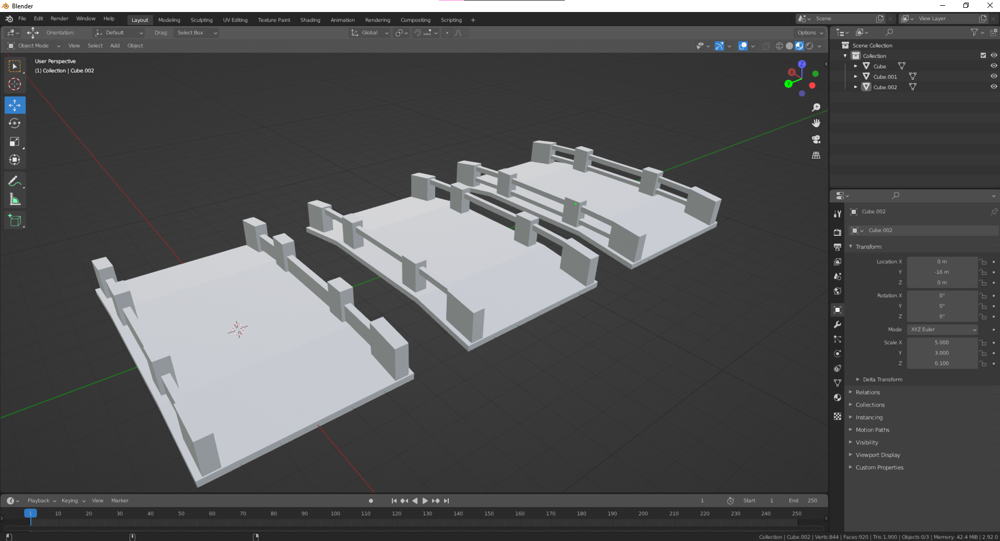 Blender
File Edit Render Window Help Layout Modeling Sculpting UV Editing Texture Paint Shading Animation Rendering Compositing Scripting + Scene View Layer
Orientation: Default Drag: Select Box Global Options
Object Mode View Select Add Object
User Perspective
(1) Collection | Cube.002
Z
X
Y
Scene Collection
Collection
Cube
Cube.001
Cube.002
Cube.002
Cube.002
Transform
Location X 0 m
Y -16 m
Z 0 m
Rotation X 0°
Y 0°
Z 0°
Mode XYZ Euler
Scale X 5.000
Y 3.000
Z 0.100
Delta Transform
Relations
Collections
Instancing
Motion Paths
Visibility
Viewport Display
Custom Properties
Playback Keying View Marker 1 Start 1 End 250
1 10 20 30 40 50 60 70 80 90 100 110 120 130 140 150 160 170 180 190 200 210 220 230 240 250
Collection | Cube.002 | Verts:844 | Faces:920 | Tris:1,900 | Objects:0/3 | Memory: 42.4 MiB | 2.92.0